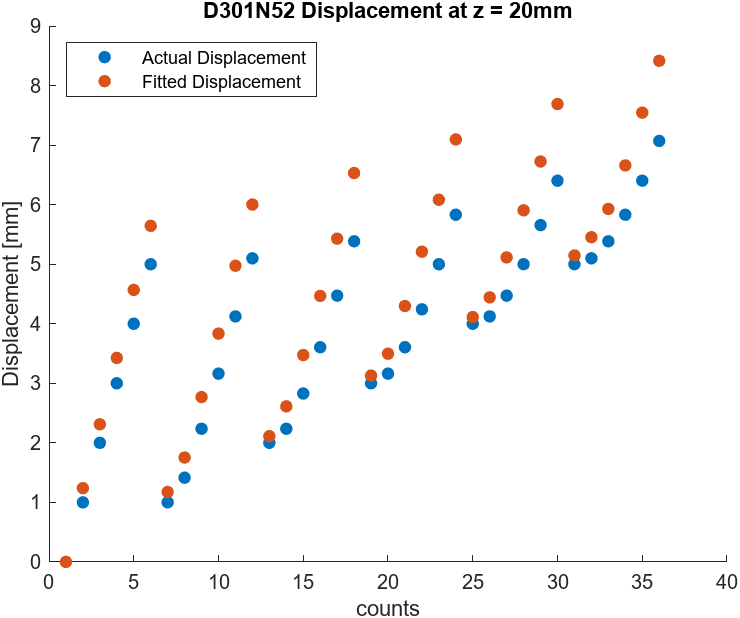 D301N52 Displacement at z = 20mm
Actual Displacement
Fitted Displacement
Displacement [mm]
9
8
7
6
5
4
3
2
1
0
0 5 10 15 20 25 30 35 40
counts